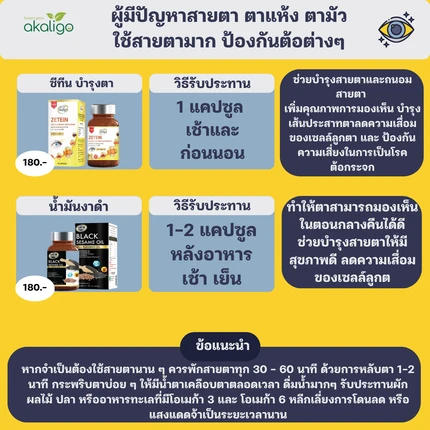 akaligo
ผู้มีปัญหาสายตา ตาแห้ง ตามัว
ใช้สายตามาก ป้องกันต้อต่างๆ
ซีทีน บำรุงตา
ZETEIN
ZETEIN
180.-
วิธีรับประทาน
1 แคปซูล
เช้าและ
ก่อนนอน
ช่วยบำรุงสายตาและถนอม
สายตา
เพิ่มคุณภาพการมองเห็น บำรุง
เส้นประสาทตาลดความเสื่อม
ของเซลล์ลูกตา และ ป้องกัน
ความเสี่ยงในการเป็นโรค
ต้อกระจก
น้ำมันงาดำ
BLACK
SESAME OIL
180.-
วิธีรับประทาน
1-2 แคปซูล
หลังอาหาร
เช้า เย็น
ทำให้ตาสามารถมองเห็น
ในตอนกลางคืนได้ดี
ช่วยบำรุงสายตาให้มี
สุขภาพดี ลดความเสื่อม
ของเซลล์ลูกต
ข้อแนะนำ
หากจำเป็นต้องใช้สายตานาน ๆ ควรพักสายตาทุก 30 - 60 นาที ด้วยการหลับตา 1-2
นาที กระพริบตาบ่อย ๆ ให้มีน้ำตาเคลือบตาตลอดเวลา ดื่มน้ำมากๆ รับประทานผัก
ผลไม้ ปลา หรืออาหารทะเลที่มีโอเมก้า 3 และ โอเมก้า 6 หลีกเลี่ยงการโดนลม หรือ
แสงแดดจ้าเป็นระยะเวลานาน